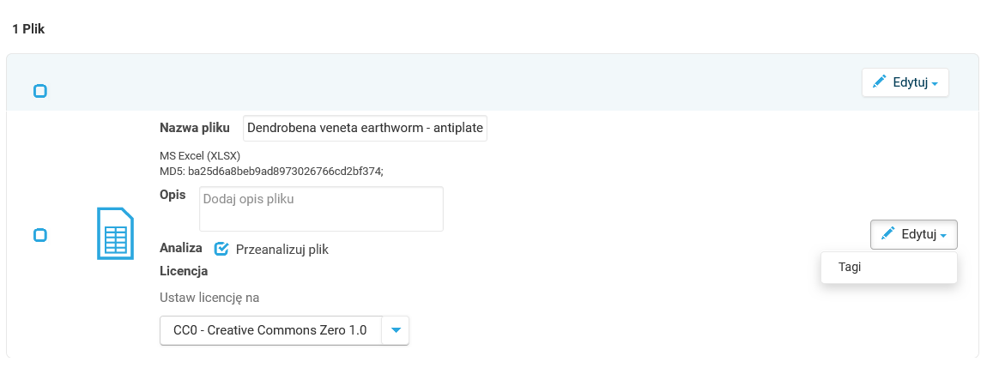 1 Plik
Edytuj
Nazwa pliku Dendrobena veneta earthworm - antiplate
MS Excel (XLSX)
MD5: ba25d6a8beb9ad8973026766cd2bf374;
Opis Dodaj opis pliku
Edytuj
Tagi
Analiza Przeanalizuj plik
Licencja
Ustaw licencję na
CC0 - Creative Commons Zero 1.0